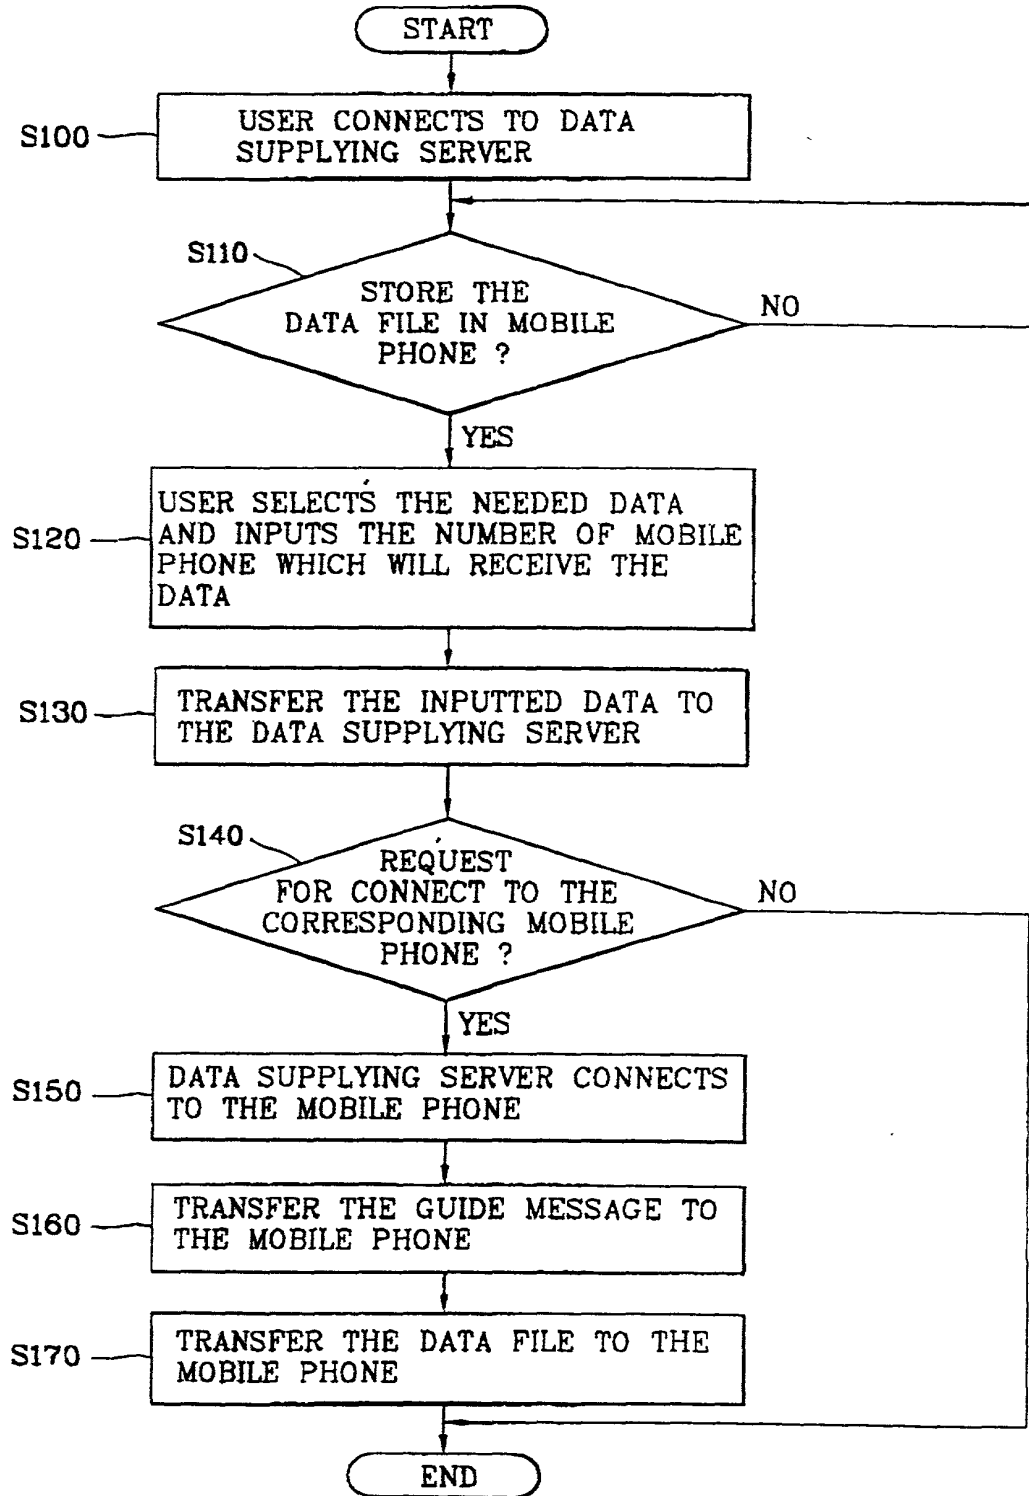 START
S100
USER CONNECTS TO DATA
SUPPLYING SERVER
S110
STORE THE
DATA FILE IN MOBILE
PHONE ?
NO
YES
S120
USER SELECTS THE NEEDED DATA
AND INPUTS THE NUMBER OF MOBILE
PHONE WHICH WILL RECEIVE THE
DATA
S130
TRANSFER THE INPUTTED DATA TO
THE DATA SUPPLYING SERVER
S140
REQUEST
FOR CONNECT TO THE
CORRESPONDING MOBILE
PHONE ?
NO
YES
S150
DATA SUPPLYING SERVER CONNECTS
TO THE MOBILE PHONE
S160
TRANSFER THE GUIDE MESSAGE TO
THE MOBILE PHONE
S170
TRANSFER THE DATA FILE TO THE
MOBILE PHONE
END